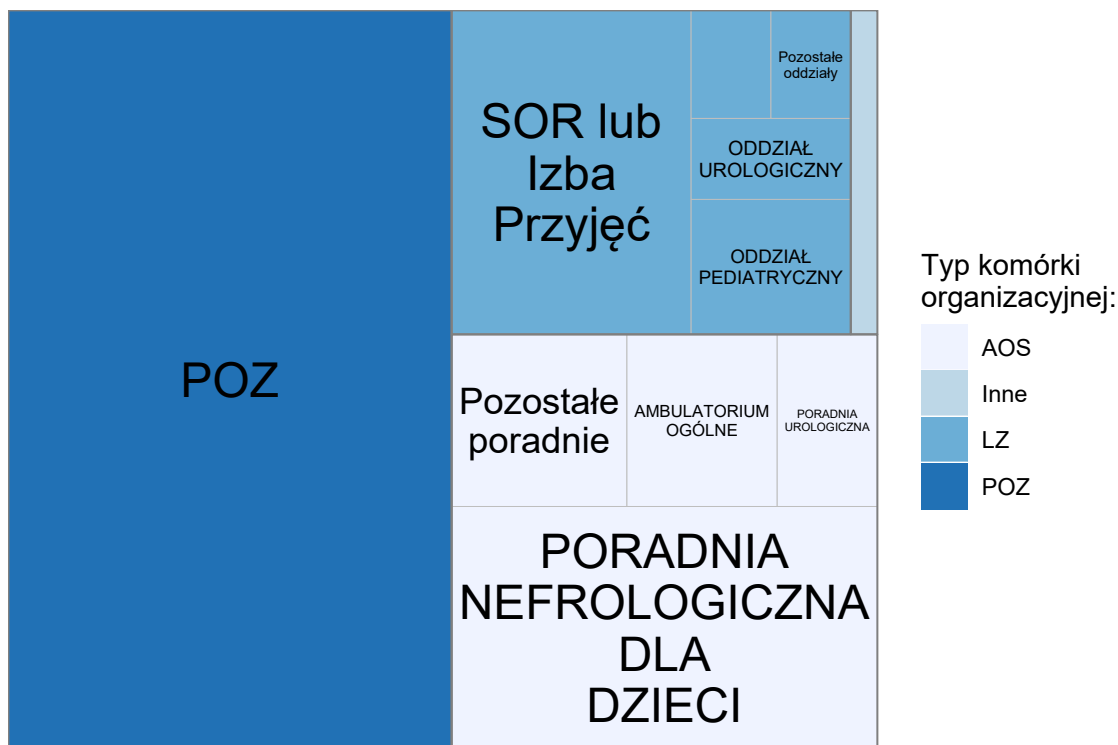 POZ
SOR lub
Izba
Przyjęć
Pozostałe
oddziały
ODDZIAŁ
UROLOGICZNY
ODDZIAŁ
PEDIATRYCZNY
Pozostałe
poradnie
AMBULATORIUM
OGÓLNE
PORADNIA
UROLOGICZNA
PORADNIA
NEFROLOGICZNA
DLA
DZIECI
Typ komórki
organizacyjnej:
AOS
Inne
LZ
POZ